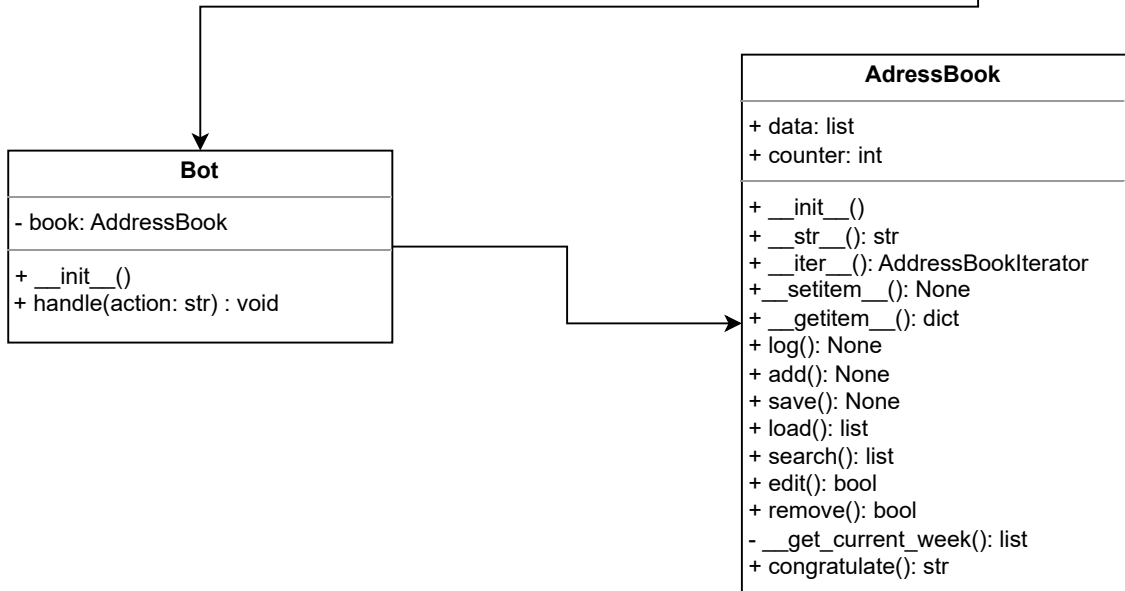 Bot
- book: AddressBook
+ __init__()
+ handle(action: str) : void
AdressBook
+ data: list
+ counter: int
+ __init__()
+ __str__(): str
+ __iter__(): AddressBookIterator
+__setitem__(): None
+ __getitem__(): dict
+ log(): None
+ add(): None
+ save(): None
+ load(): list
+ search(): list
+ edit(): bool
+ remove(): bool
- __get_current_week(): list
+ congratulate(): str